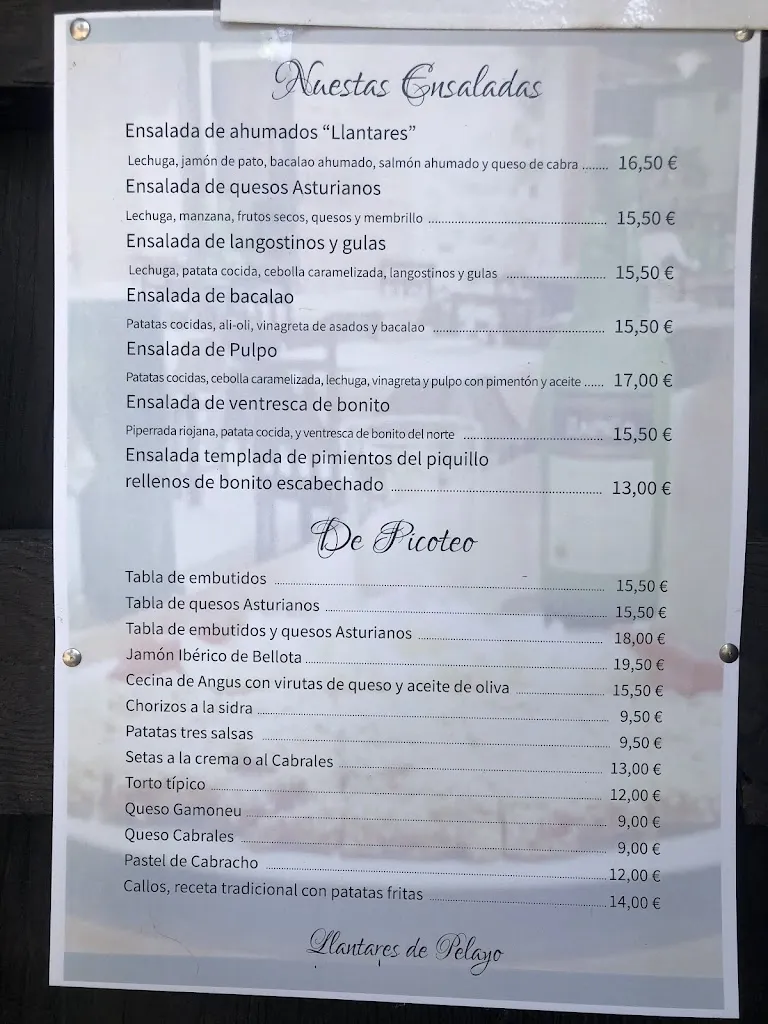 Nuestas Ensaladas
Ensalada de ahumados “Llantares”
Lechuga, jamón de pato, bacalao ahumado, salmón ahumado y queso de cabra ....... 16,50 €
Ensalada de quesos Asturianos
Lechuga, manzana, frutos secos, quesos y membrillo ....... 15,50 €
Ensalada de langostinos y gulas
Lechuga, patata cocida, cebolla caramelizada, langostinos y gulas ....... 15,50 €
Ensalada de bacalao
Patatas cocidas, ali-oli, vinagreta de asados y bacalao ....... 15,50 €
Ensalada de Pulpo
Patatas cocidas, cebolla caramelizada, lechuga, vinagreta y pulpo con pimentón y aceite ...... 17,00 €
Ensalada de ventresca de bonito
Piperrada riojana, patata cocida, y ventresca de bonito del norte ....... 15,50 €
Ensalada templada de pimientos del piquillo
rellenos de bonito escabechado ....... 13,00 €
De Picoteo
Tabla de embutidos ....... 15,50 €
Tabla de quesos Asturianos ....... 15,50 €
Tabla de embutidos y quesos Asturianos ....... 18,00 €
Jamón Ibérico de Bellota ....... 19,50 €
Cecina de Angus con virutas de queso y aceite de oliva ....... 15,50 €
Chorizos a la sidra ....... 9,50 €
Patatas tres salsas ....... 9,50 €
Setas a la crema o al Cabrales ....... 13,00 €
Torto típico ....... 12,00 €
Queso Gamoneu ....... 9,00 €
Queso Cabrales ....... 9,00 €
Pastel de Cabracho ....... 12,00 €
Callos, receta tradicional con patatas fritas ....... 14,00 €
Llantares de Pelayo